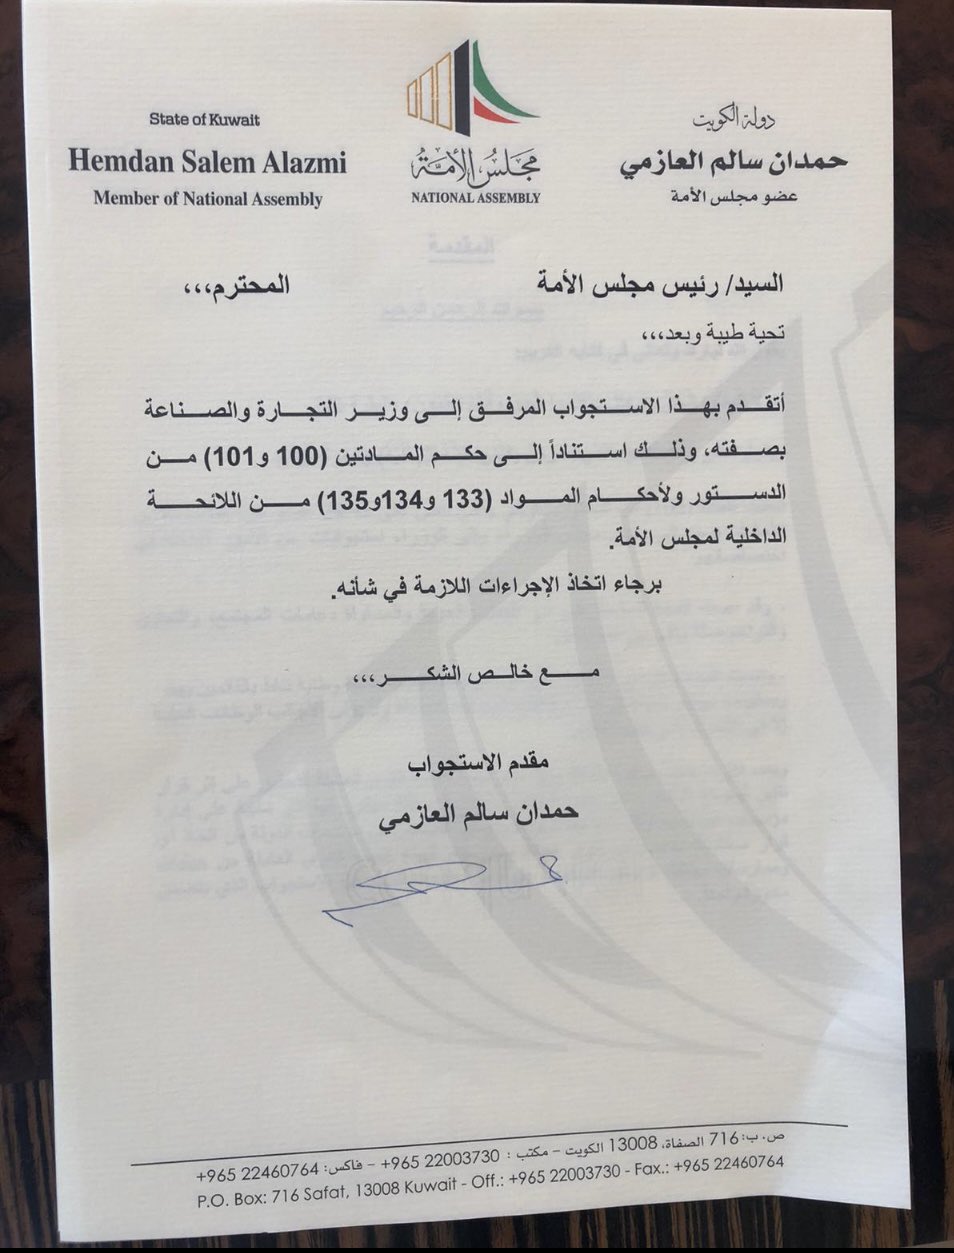 State of Kuwait
Hemdan Salem Alazmi
Member of National Assembly
مجلس الأمة
NATIONAL ASSEMBLY
دولة الكويت
حمدان سالم العازمي
عضو مجلس الأمة
السيد/ رئيس مجلس الأمة المحترم،،،
تحية طيبة وبعد،،،
أتقدم بهذا الاستجواب المرفق إلى وزير التجارة والصناعة
بصفته، وذلك استناداً إلى حكم المادتين (100 و101) من
الدستور ولأحكام المواد (133 و134و135) من اللائحة
الداخلية لمجلس الأمة.
برجاء اتخاذ الإجراءات اللازمة في شأنه.
مع خالص الشكر،،،
مقدم الاستجواب
حمدان سالم العازمي
ص.ب: 716 الصفاة، 13008 الكويت - مكتب : 22003730 965+ - فاكس: 22460764 965+
P.O. Box: 716 Safat, 13008 Kuwait - Off.: +965 22003730 - Fax.: +965 22460764